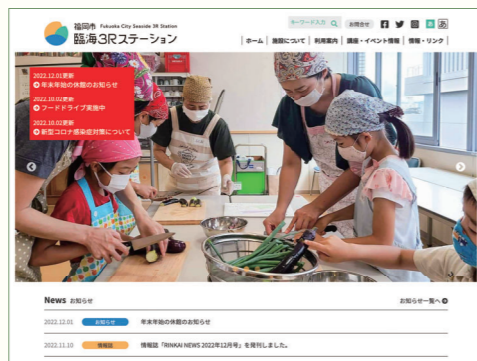 福岡市 Fukuoka City Seaside 3R Station
臨海3Rステーション
キーワード入力 お問合せ あ あ
ホーム 施設について 利用案内 講座・イベント情報 情報・リンク
2022.12.01更新
年末年始の休館のお知らせ
2022.10.02更新
フードドライブ実施中
2022.10.02更新
新型コロナ感染症対策について
News お知らせ
お知らせ一覧へ
2022.12.01 お知らせ 年末年始の休館のお知らせ
2022.11.10 情報誌 情報誌「RINKAI NEWS 2022年12月号」を発刊しました。